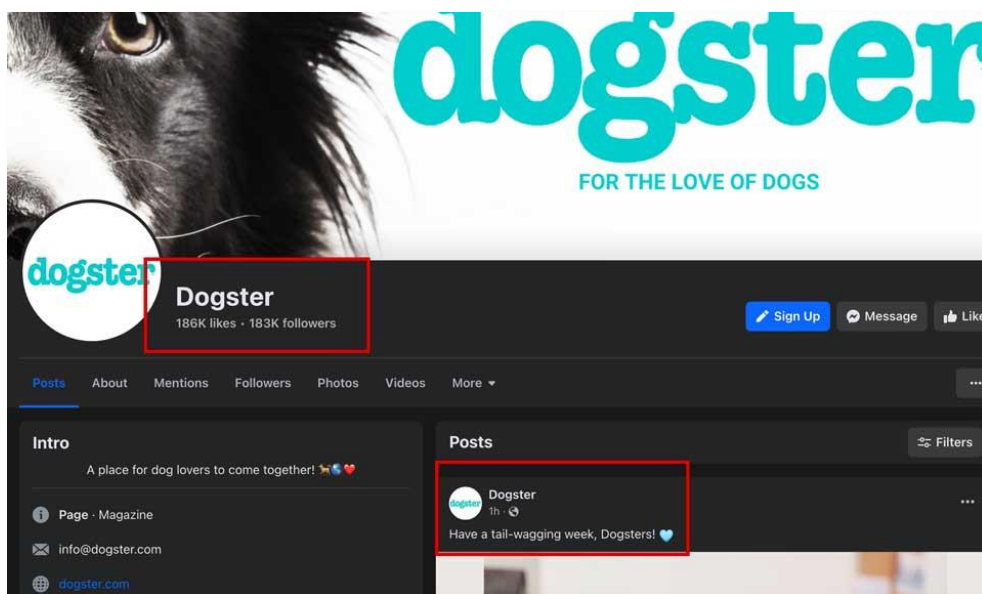 dogster
FOR THE LOVE OF DOGS
dogster
Dogster
186K likes · 183K followers
Sign Up
Message
Like
Posts
About
Mentions
Followers
Photos
Videos
More
Intro
A place for dog lovers to come together! 🐕🌎❤️
Page · Magazine
info@dogster.com
dogster.com
Posts
Filters
dogster
Dogster
1h ·
Have a tail-wagging week, Dogsters! 🩵